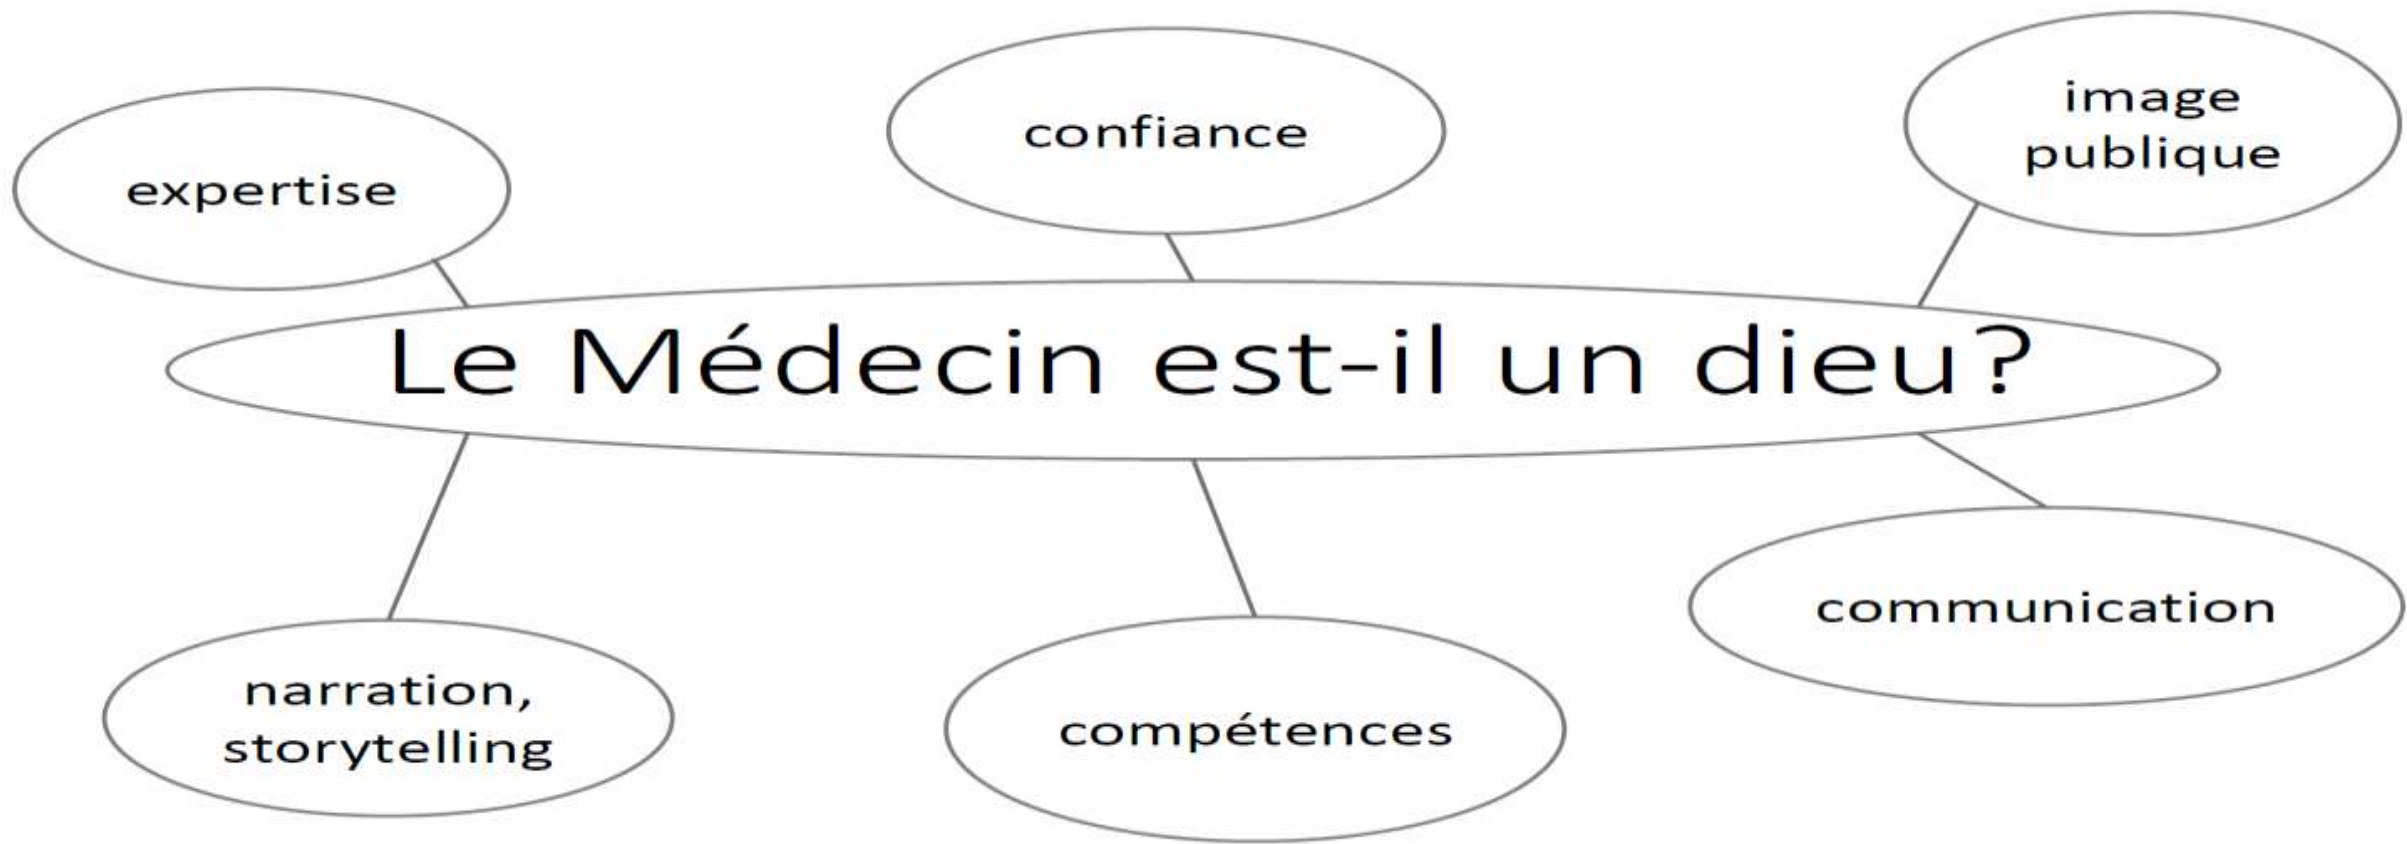 expertise
confiance
image
publique
Le Médecin est-il un dieu?
narration,
storytelling
compétences
communication